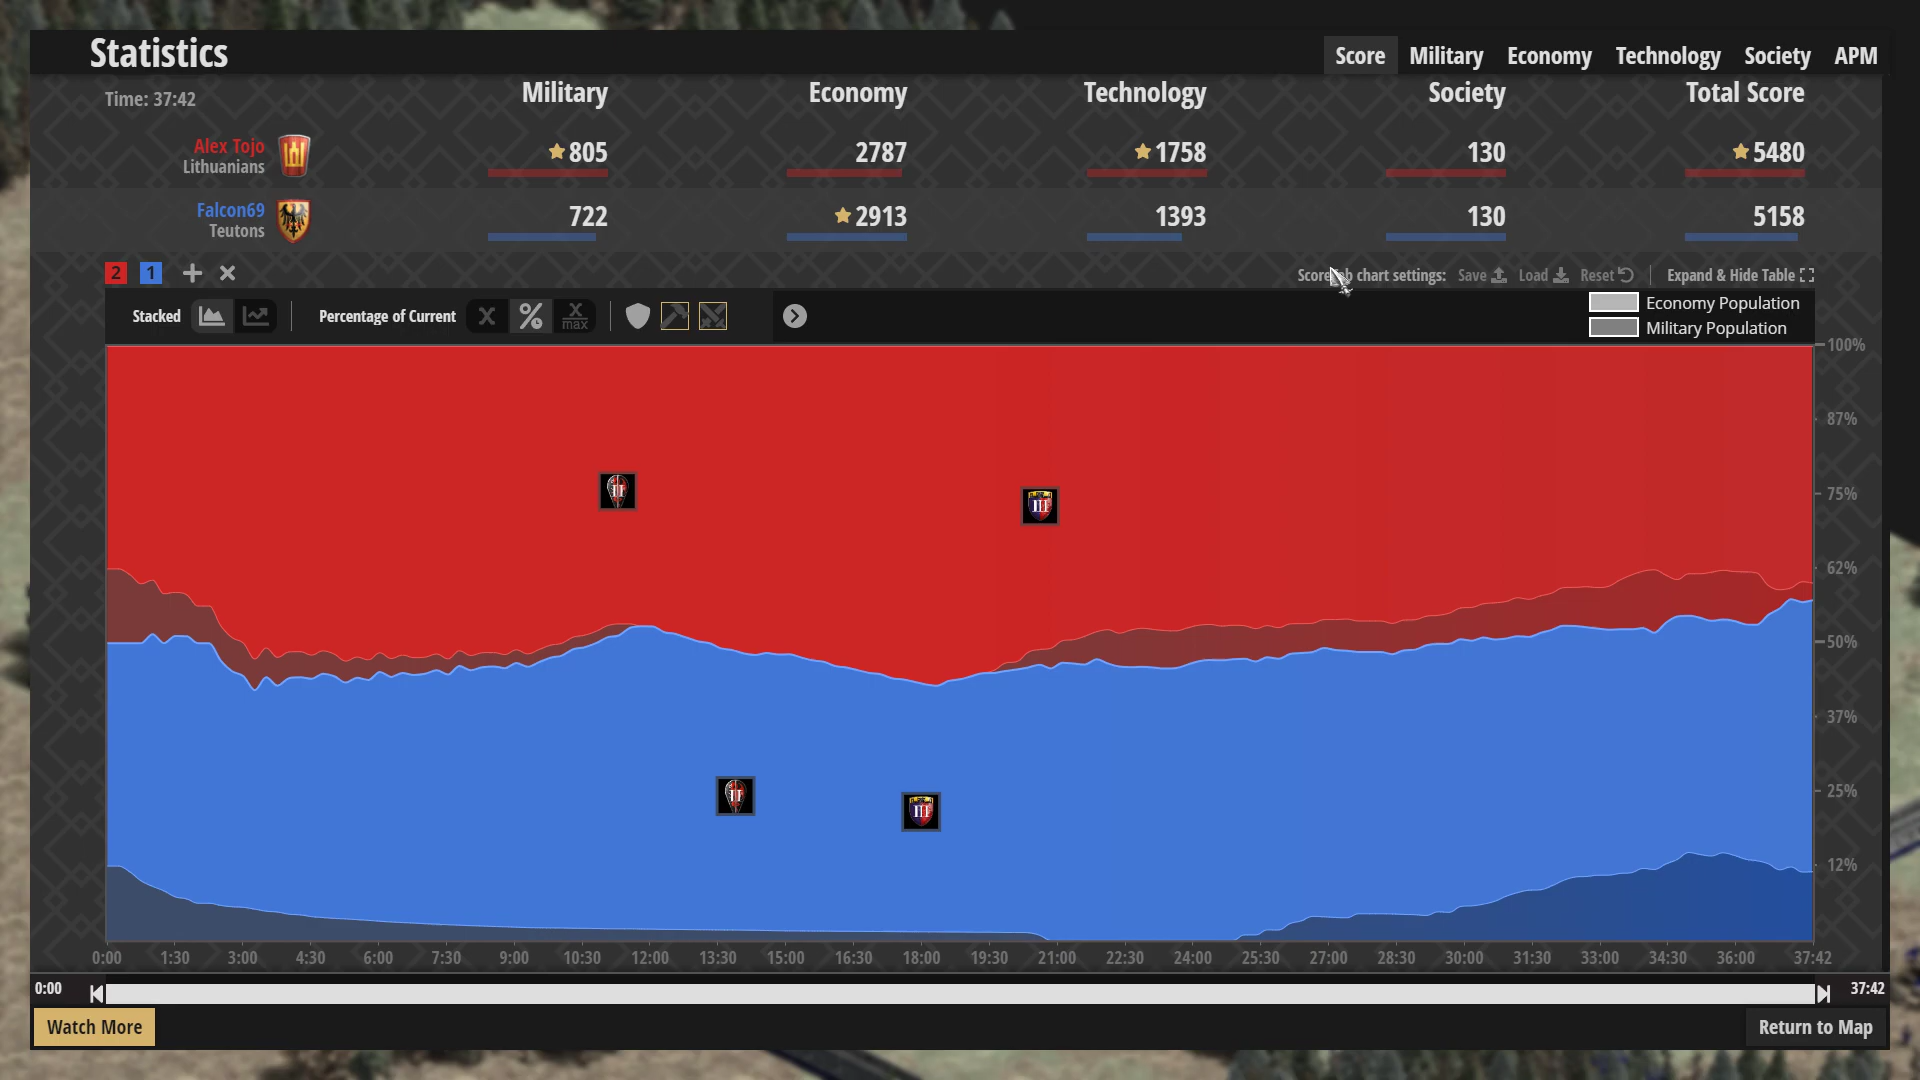 Statistics
Score Military Economy Technology Society APM
Time: 37:42 Military Economy Technology Society Total Score
Alex Tojo
Lithuanians
805 2787 1758 130 5480
Falcon69
Teutons
722 2913 1393 130 5158
2 1
chart settings: Save Load Reset Expand & Hide Table
Stacked Percentage of Current X % X max
Economy Population
Military Population
100%
87%
75%
62%
50%
37%
25%
12%
II
III
II
III
0:00 1:30 3:00 4:30 6:00 7:30 9:00 10:30 12:00 13:30 15:00 16:30 18:00 19:30 21:00 22:30 24:00 25:30 27:00 28:30 30:00 31:30 33:00 34:30 36:00 37:42
0:00 37:42
Watch More Return to Map